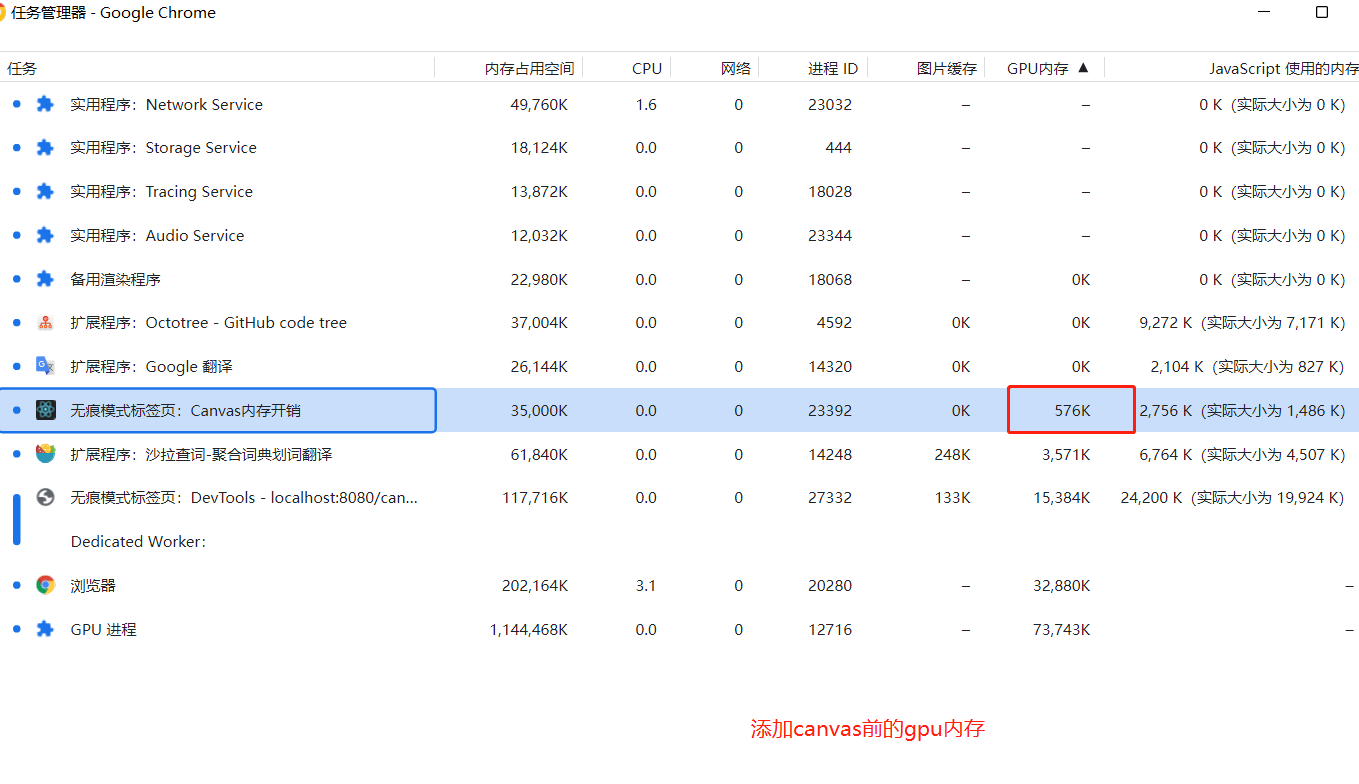 任务管理器 - Google Chrome
任务 内存占用空间 CPU 网络 进程 ID 图片缓存 GPU内存 ▲ JavaScript 使用的内存
实用程序：Network Service 49,760K 1.6 0 23032 – – 0 K (实际大小为 0 K)
实用程序：Storage Service 18,124K 0.0 0 444 – – 0 K (实际大小为 0 K)
实用程序：Tracing Service 13,872K 0.0 0 18028 – – 0 K (实际大小为 0 K)
实用程序：Audio Service 12,032K 0.0 0 23344 – – 0 K (实际大小为 0 K)
备用渲染程序 22,980K 0.0 0 18068 – 0K 0 K (实际大小为 0 K)
扩展程序：Octotree - GitHub code tree 37,004K 0.0 0 4592 0K 0K 9,272 K (实际大小为 7,171 K)
扩展程序：Google 翻译 26,144K 0.0 0 14320 0K 0K 2,104 K (实际大小为 827 K)
无痕模式标签页：Canvas内存开销 35,000K 0.0 0 23392 0K 576K 2,756 K (实际大小为 1,486 K)
扩展程序：沙拉查词-聚合词典划词翻译 61,840K 0.0 0 14248 248K 3,571K 6,764 K (实际大小为 4,507 K)
无痕模式标签页：DevTools - localhost:8080/can... 117,716K 0.0 0 27332 133K 15,384K 24,200 K (实际大小为 19,924 K)
Dedicated Worker:
浏览器 202,164K 3.1 0 20280 – 32,880K –
GPU 进程 1,144,468K 0.0 0 12716 – 73,743K –
添加canvas前的gpu内存